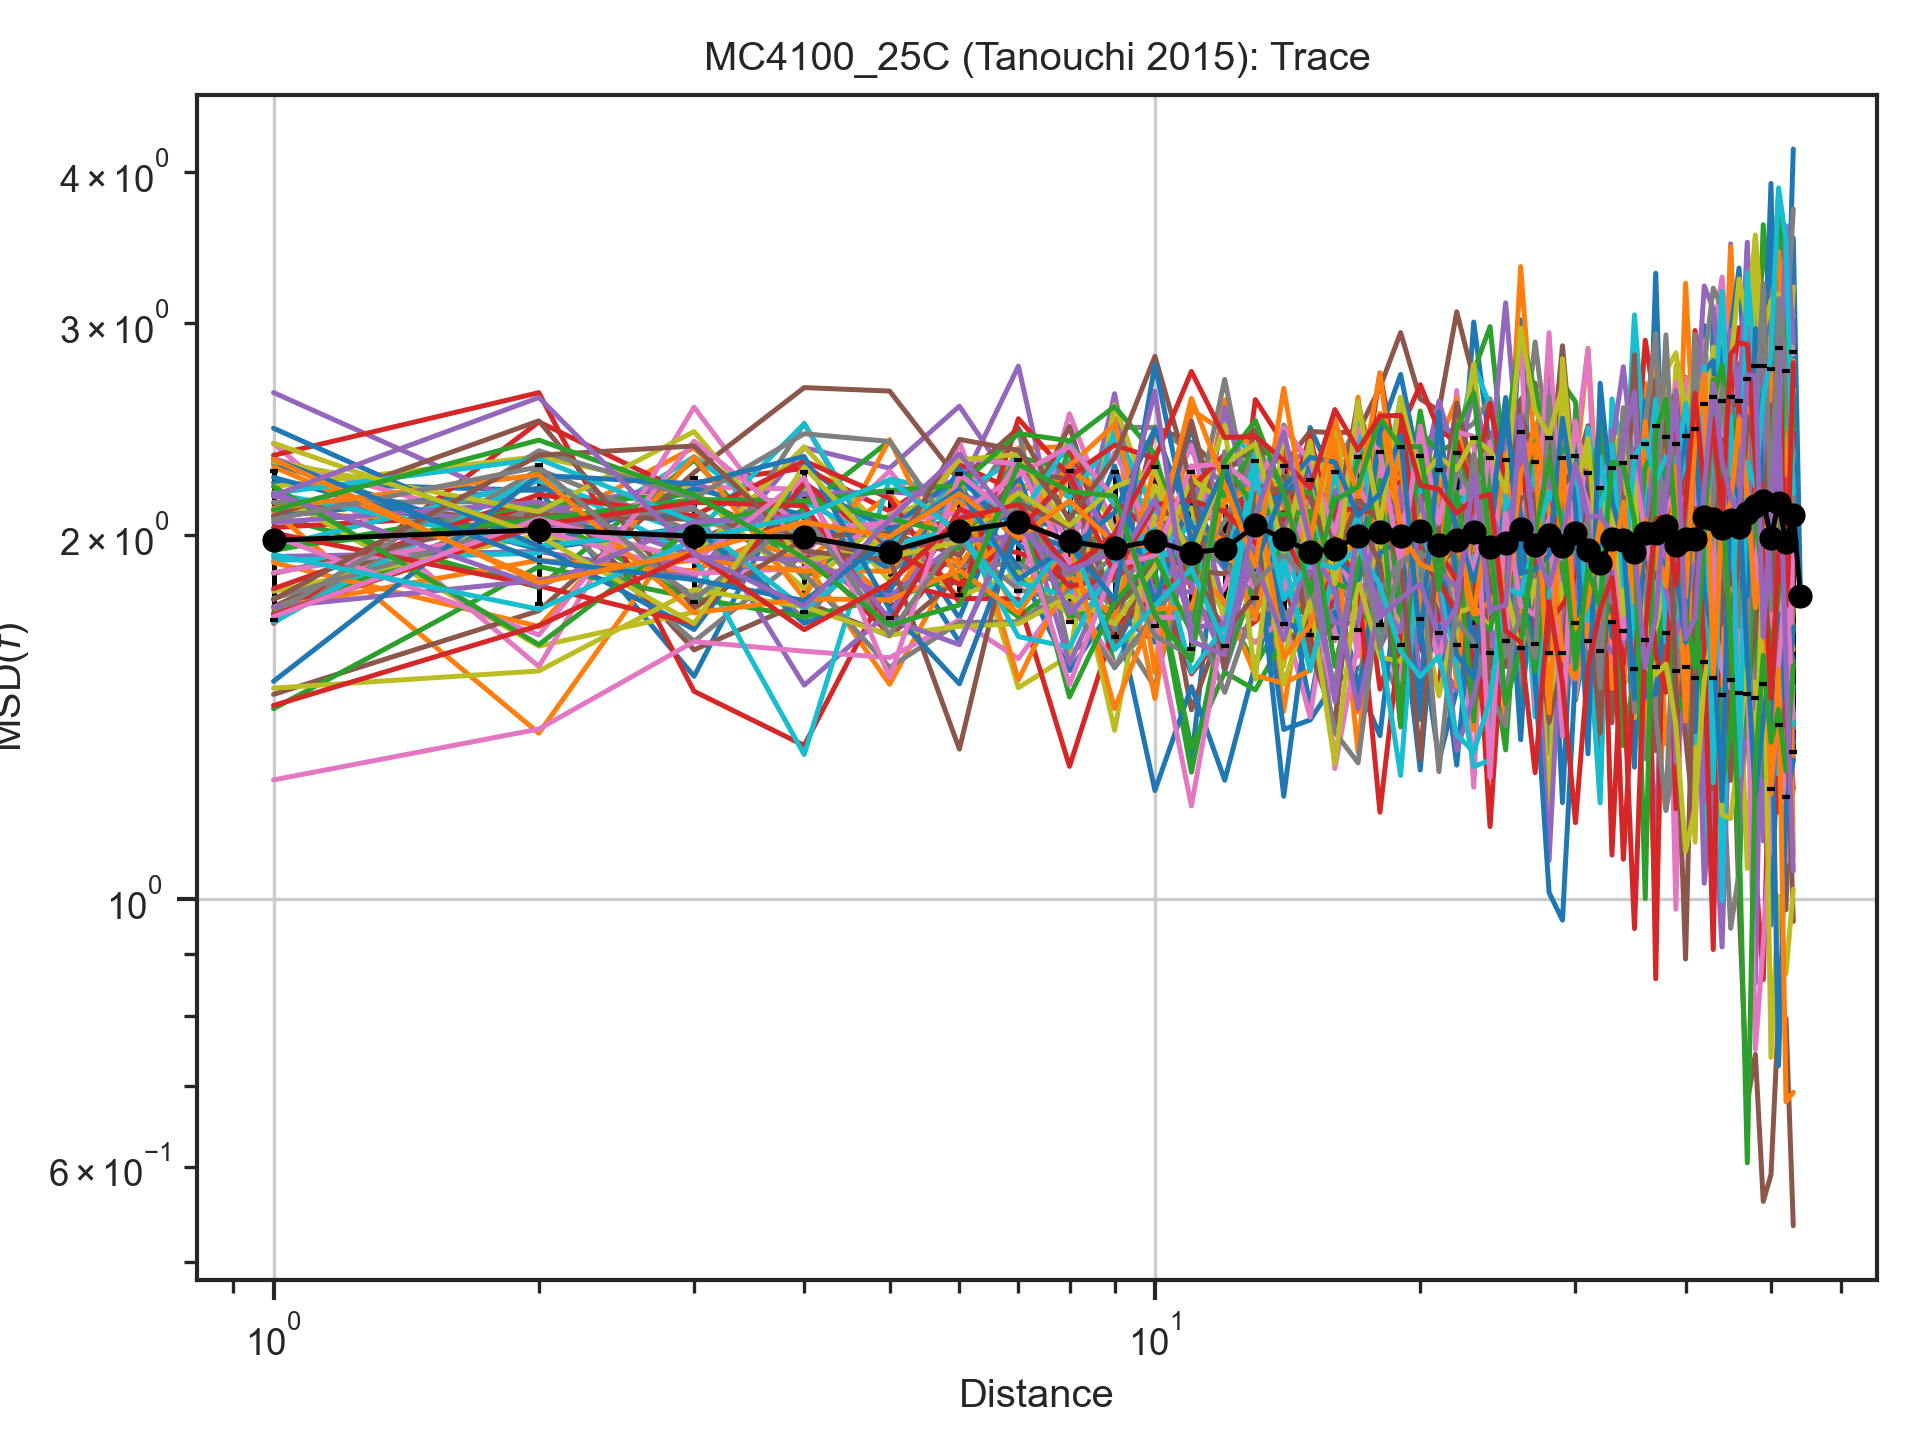 MC4100_25C (Tanouchi 2015): Trace
4 × 10⁰
3 × 10⁰
2 × 10⁰
10⁰
6 × 10⁻¹
MSD(f)
10⁰ 10¹
Distance